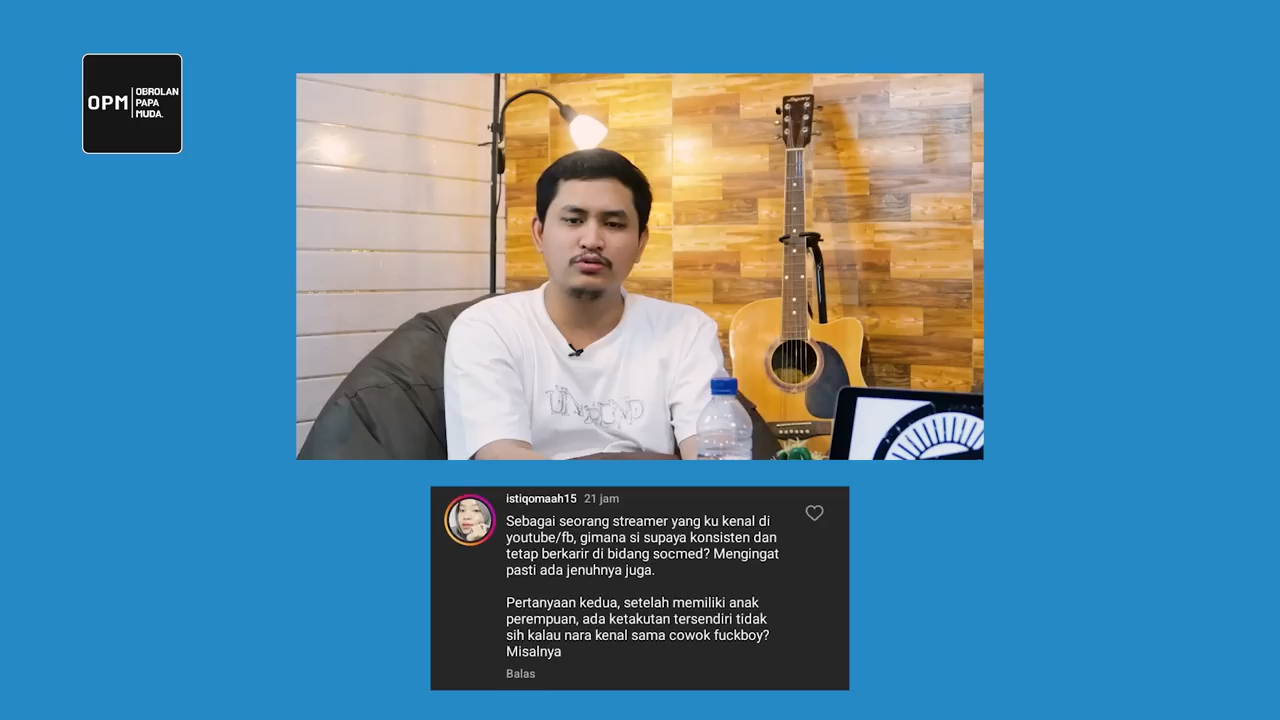 OPM
OBROLAN
PAPA
MUDA.
istiqomaah15 21 jam
Sebagai seorang streamer yang ku kenal di
youtube/fb, gimana si supaya konsisten dan
tetap berkarir di bidang socmed? Mengingat
pasti ada jenuhnya juga.
Pertanyaan kedua, setelah memiliki anak
perempuan, ada ketakutan tersendiri tidak
sih kalau nara kenal sama cowok fuckboy?
Misalnya
Balas